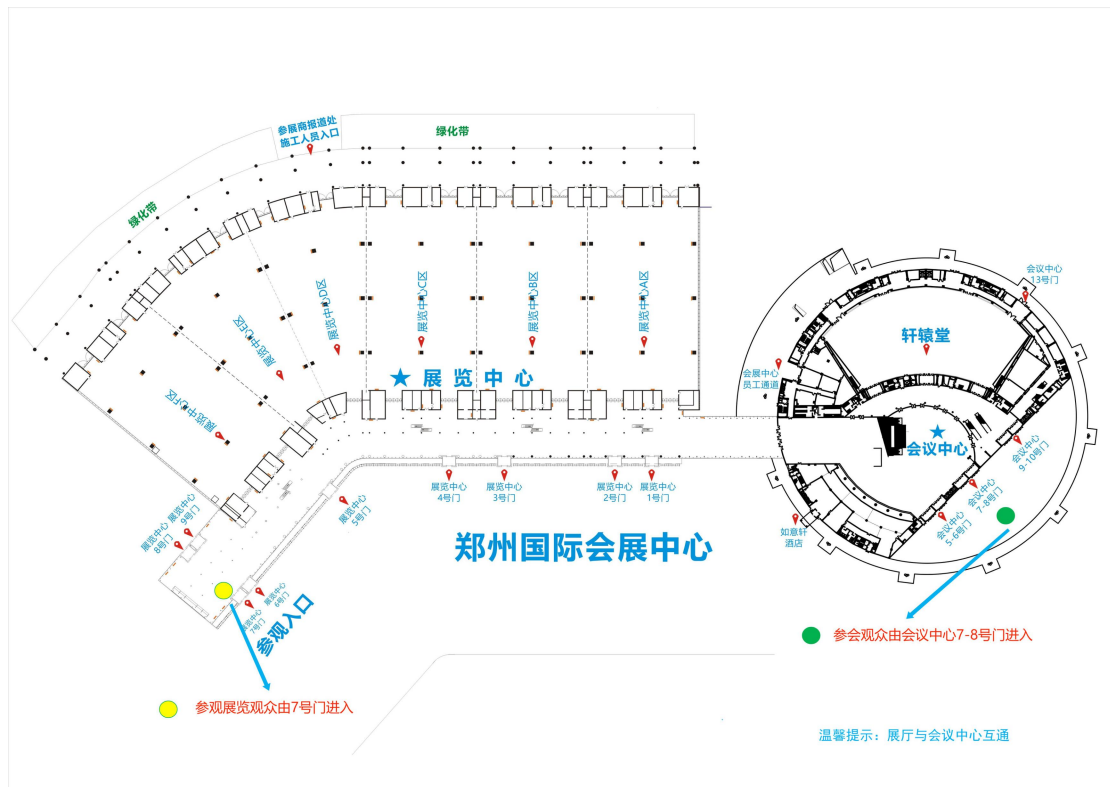 参展商报道处
施工人员入口
绿化带
绿化带
展览中心F区
展览中心E区
展览中心D区
展览中心C区
展览中心B区
展览中心A区
展览中心
会议中心
13号门
轩辕堂
会展中心
员工通道
会议中心
会议中心
9-10号门
会议中心
7-8号门
会议中心
5-6号门
如意轩
酒店
展览中心
9号门
展览中心
8号门
展览中心
5号门
展览中心
4号门
展览中心
3号门
展览中心
2号门
展览中心
1号门
郑州国际会展中心
展览中心
6号门
展览中心
7号门
参观入口
参会观众由会议中心7-8号门进入
参观展览观众由7号门进入
温馨提示：展厅与会议中心互通